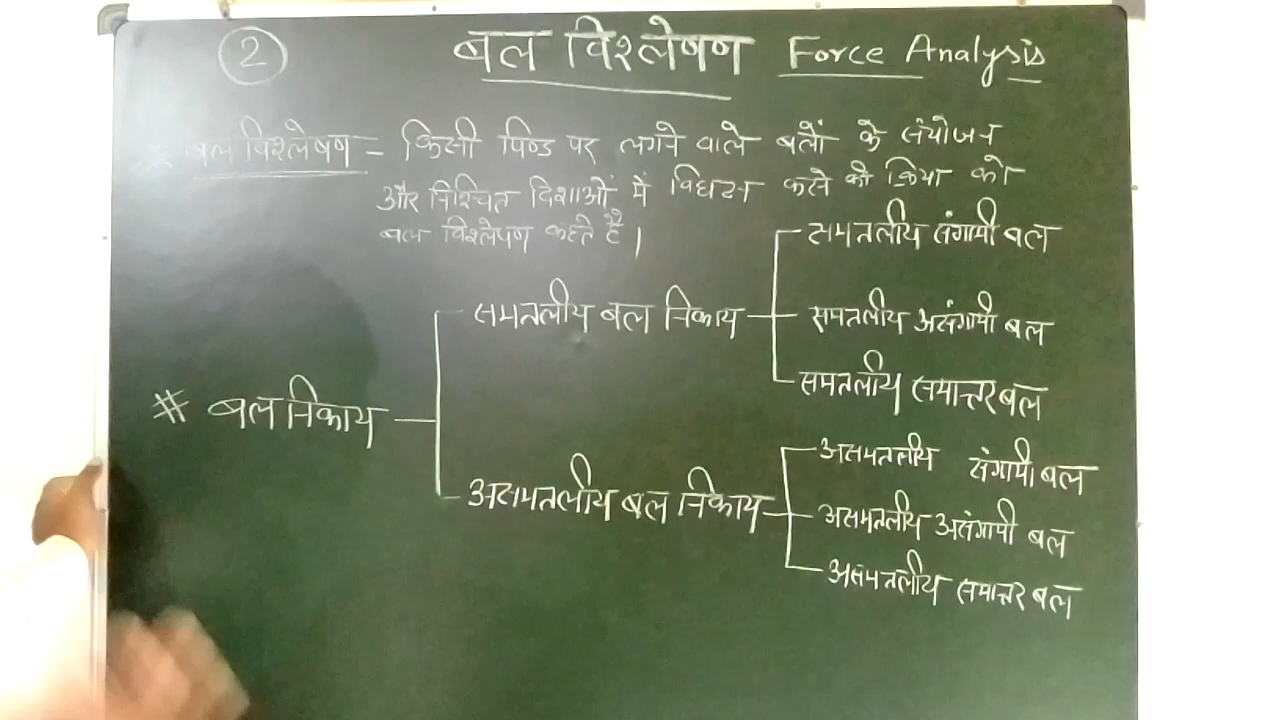 2 बल विश्लेषण Force Analysis
* बल विश्लेषण = किसी पिण्ड पर लगने वाले बलों के संयोजन
और निश्चित दिशाओं में विघटन करने की क्रिया को
बल विश्लेषण कहते है।
समतलीय संगामी बल
समतलीय बल निकाय
समतलीय असंगामी बल
समतलीय समान्तर बल
# बल निकाय
असमतलीय संगामी बल
असमतलीय बल निकाय
असमतलीय असंगामी बल
असमतलीय समान्तर बल